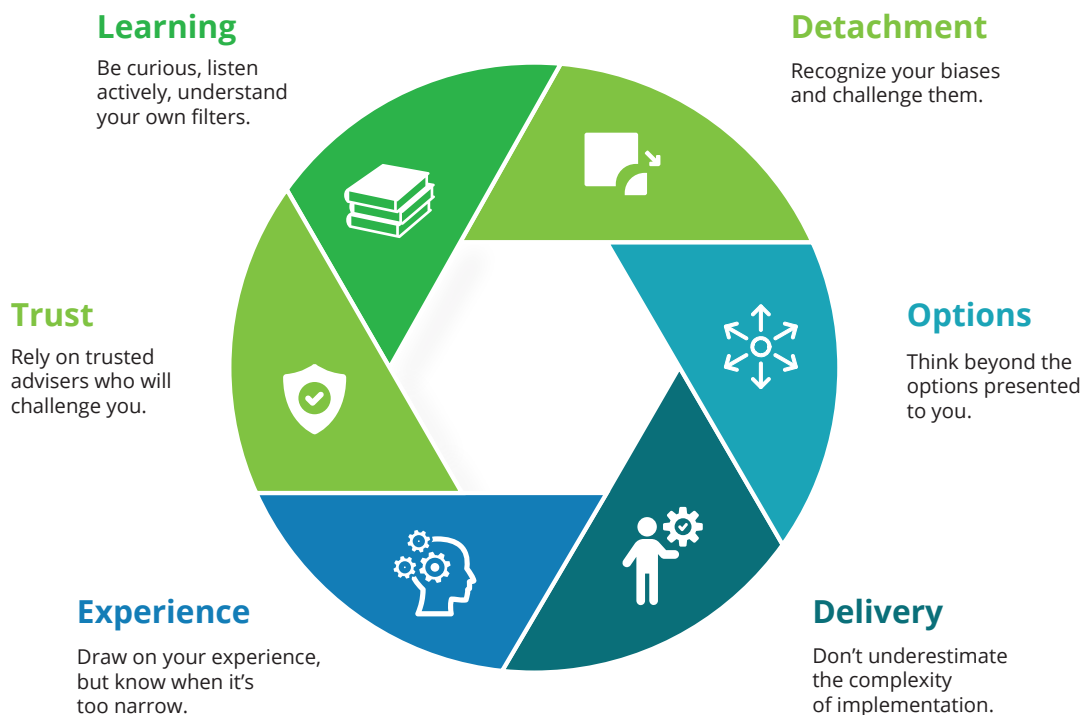 Learning
Be curious, listen
actively, understand
your own filters.
Detachment
Recognize your biases
and challenge them.
Trust
Rely on trusted
advisers who will
challenge you.
Options
Think beyond the
options presented
to you.
Experience
Draw on your experience,
but know when it’s
too narrow.
Delivery
Don’t underestimate
the complexity
of implementation.